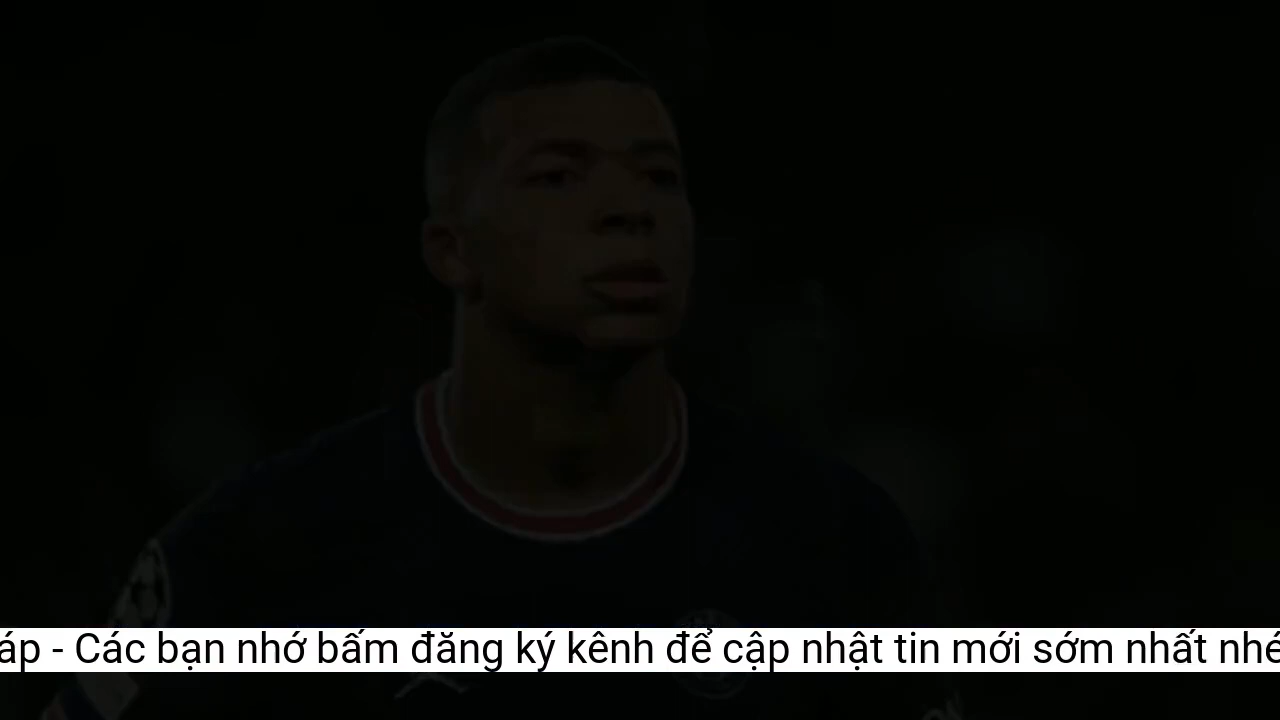 áp - Các bạn nhớ bấm đăng ký kênh để cập nhật tin mới sớm nhất nhé